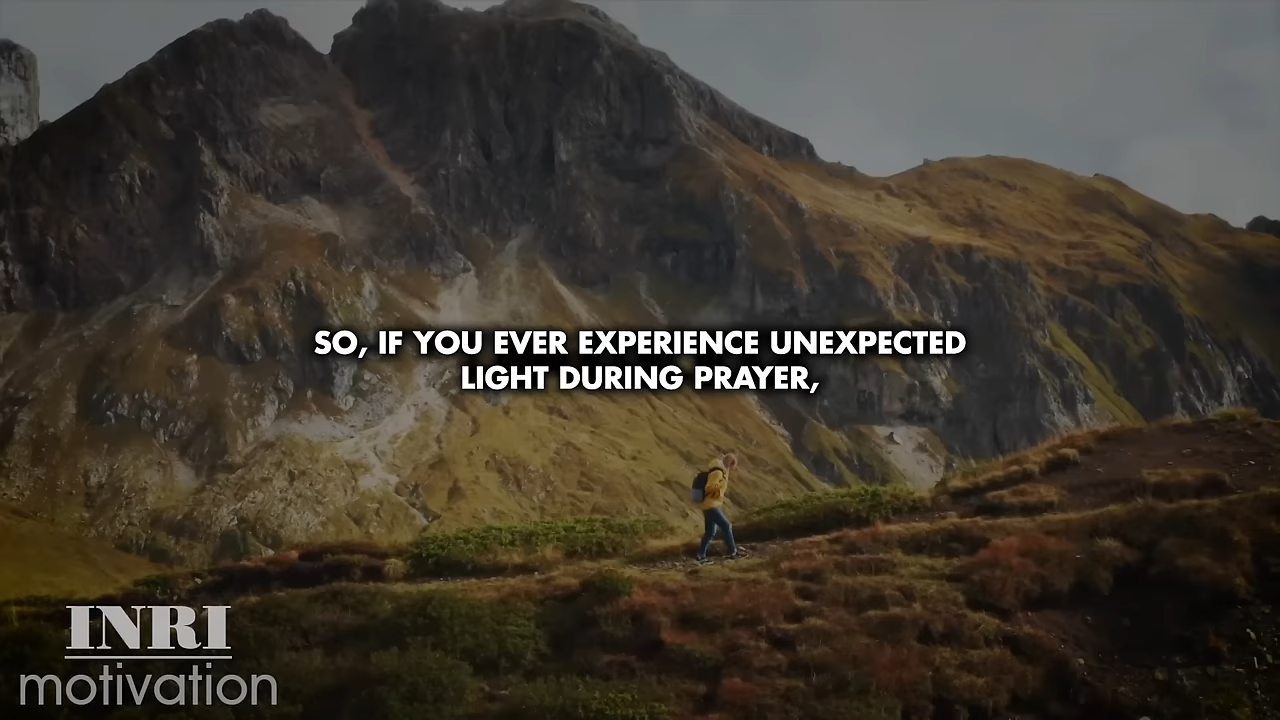 SO, IF YOU EVER EXPERIENCE UNEXPECTED
LIGHT DURING PRAYER,
INRI
motivation